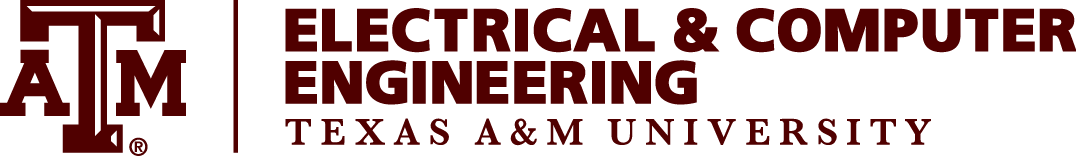 ATM®
ELECTRICAL & COMPUTER
ENGINEERING
TEXAS A&M UNIVERSITY